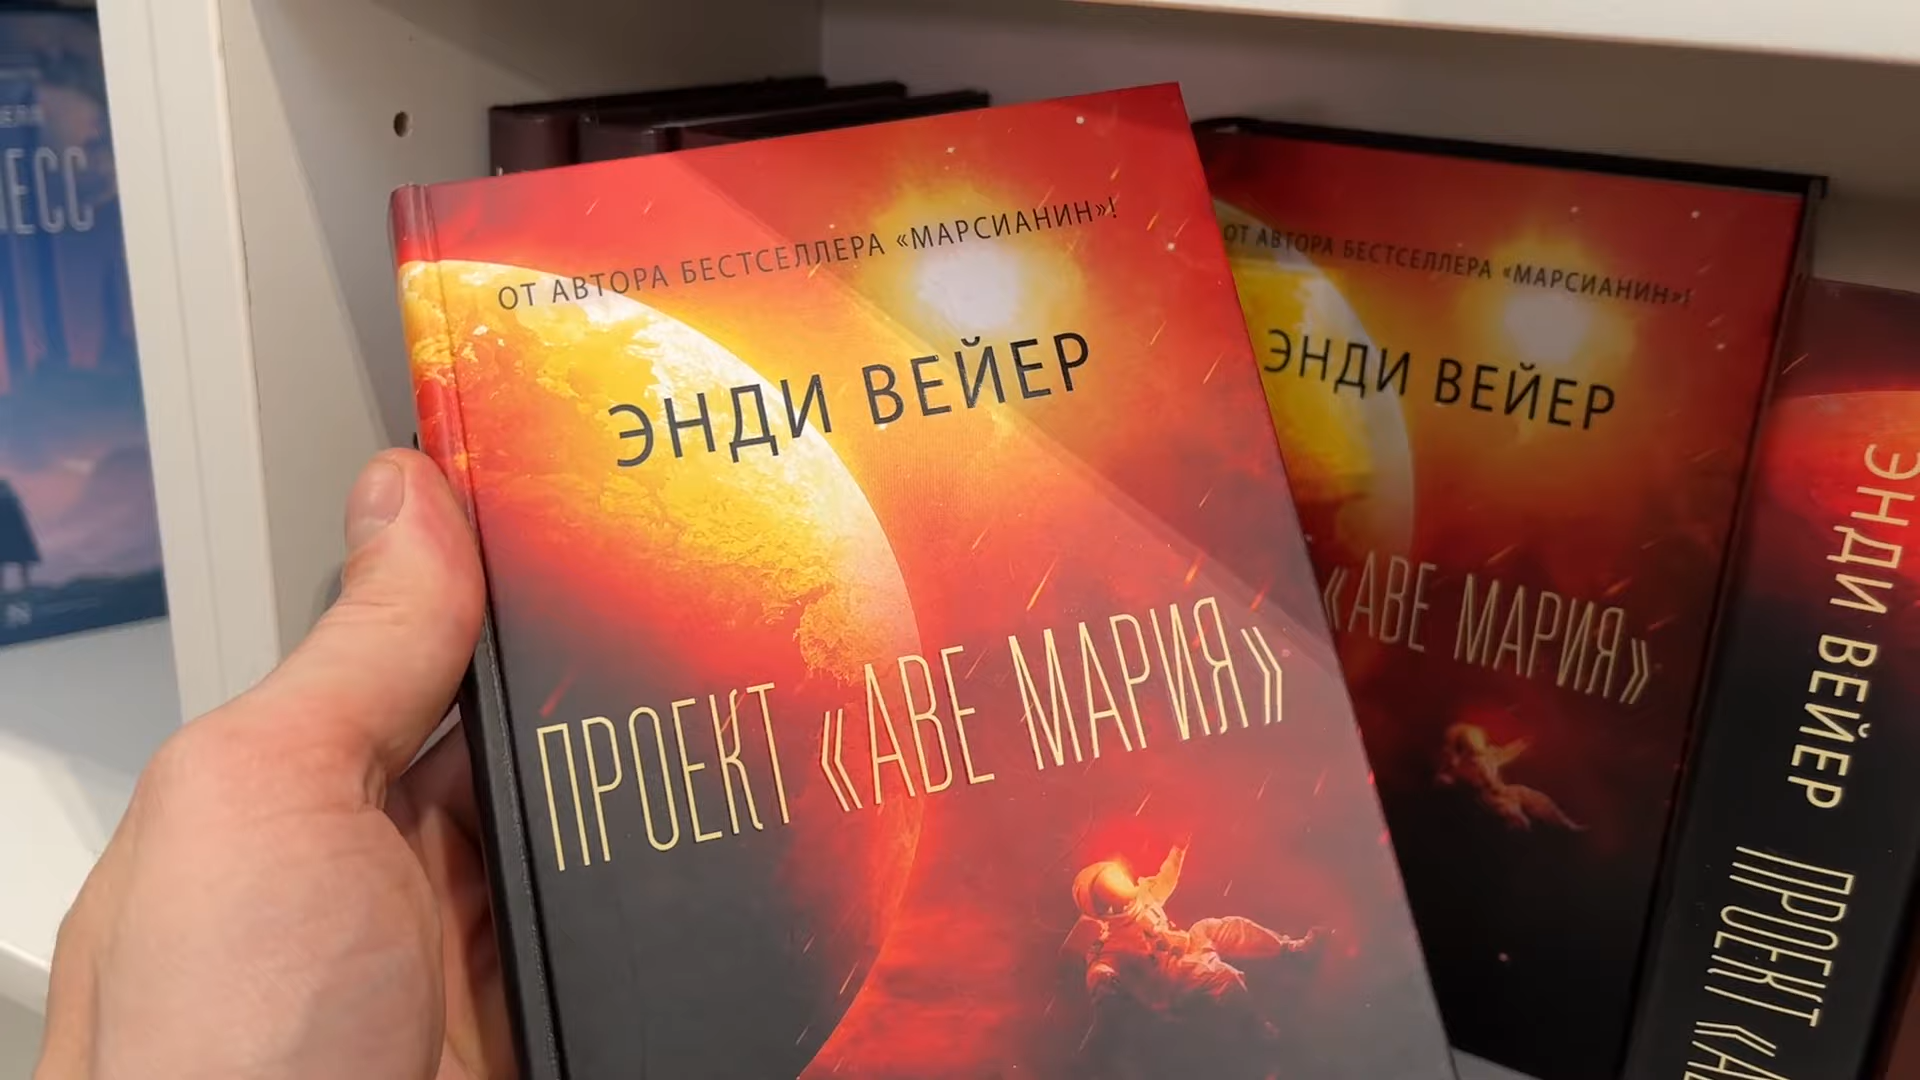 ОТ АВТОРА БЕСТСЕЛЛЕРА «МАРСИАНИН»!
ЭНДИ ВЕЙЕР
ПРОЕКТ «АВЕ МАРИЯ»
ОТ АВТОРА БЕСТСЕЛЛЕРА «МАРСИАНИН»!
ЭНДИ ВЕЙЕР
«АВЕ МАРИЯ»
ЭНДИ ВЕЙЕР ПРОЕКТ